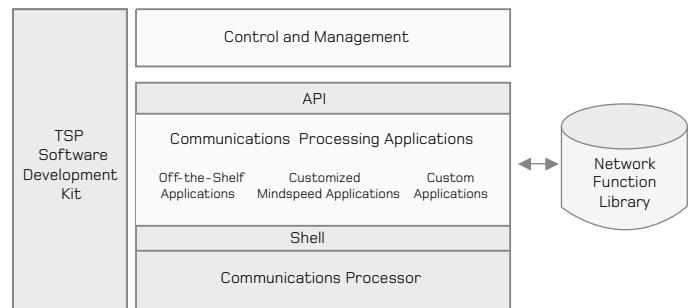 TSP
Software
Development
Kit
Control and Management
API
Communications Processing Applications
Off-the-Shelf
Applications
Customized
Mindspeed Applications
Custom
Applications
Shell
Communications Processor
Network
Function
Library